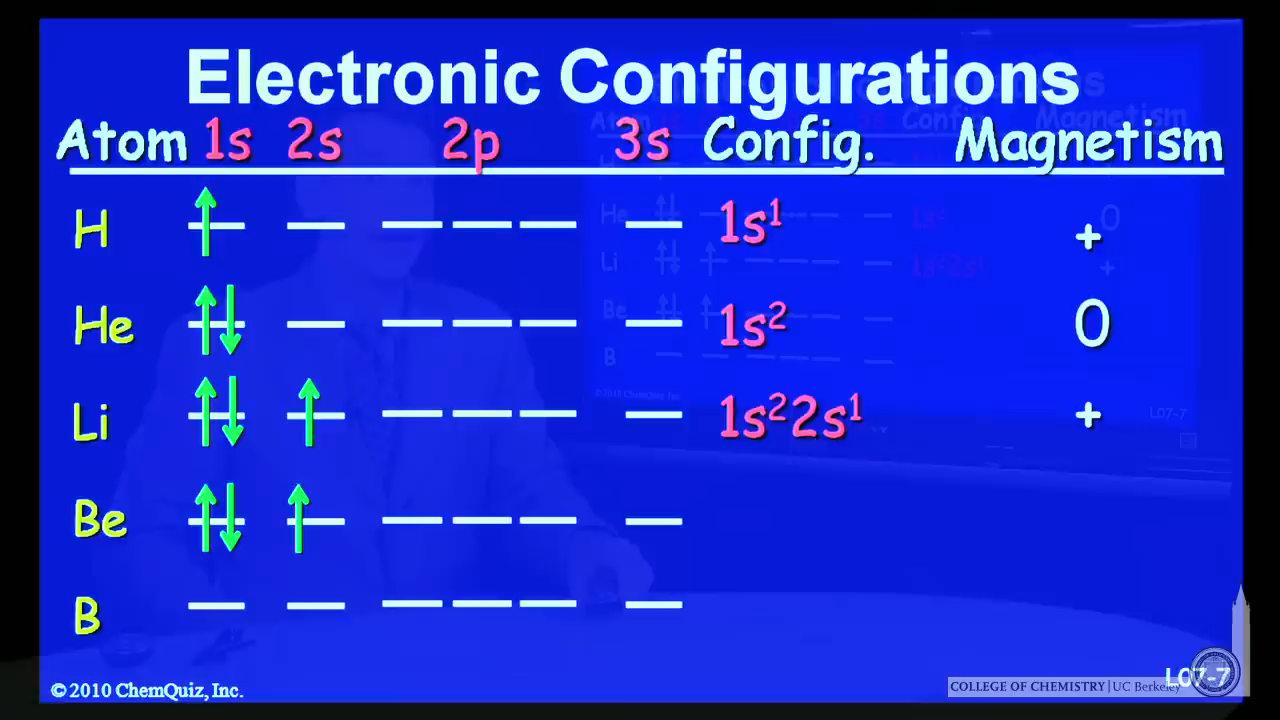 Electronic Configurations
Atom 1s 2s 2p 3s Config. Magnetism
H 1s¹ +
He 1s² 0
Li 1s²2s¹ +
Be
B
© 2010 ChemQuiz, Inc.
L07-7
COLLEGE OF CHEMISTRY | UC Berkeley